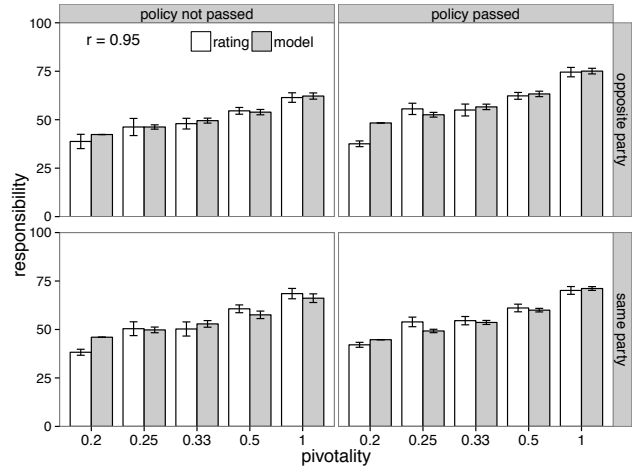 policy not passed
policy passed
r = 0.95
rating
model
100
75
50
25
0
opposite party
responsibility
100
75
50
25
0
same party
0.2 0.25 0.33 0.5 1
0.2 0.25 0.33 0.5 1
pivotality